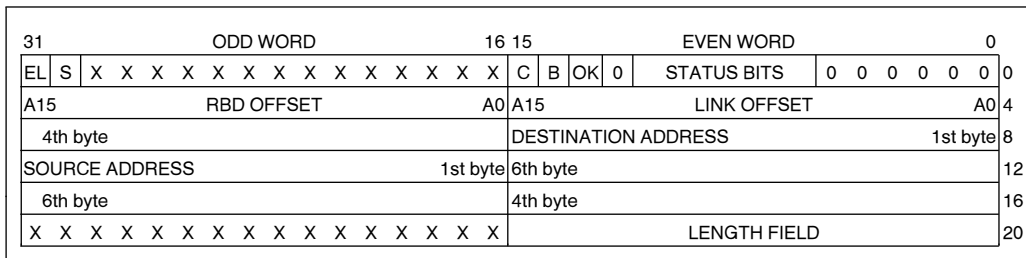 31 ODD WORD 16 15 EVEN WORD 0
EL S X X X X X X X X X X X X X X C B OK 0 STATUS BITS 0 0 0 0 0 0 0
A15 RBD OFFSET A0 A15 LINK OFFSET A0 4
4th byte DESTINATION ADDRESS 1st byte 8
SOURCE ADDRESS 1st byte 6th byte 12
6th byte 4th byte 16
X X X X X X X X X X X X X X X X LENGTH FIELD 20